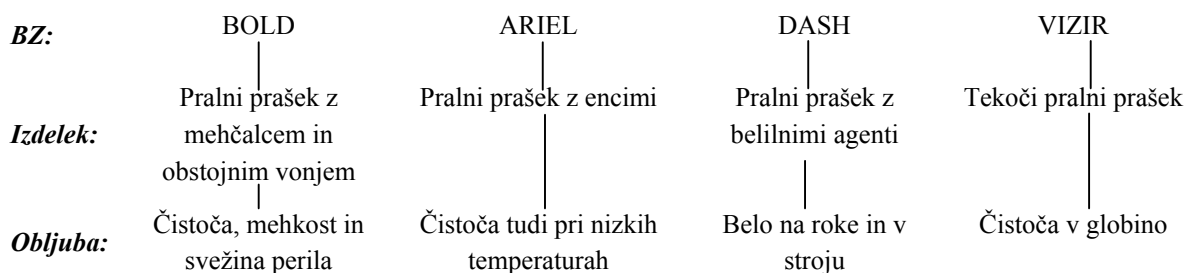 BZ: BOLD ARIEL DASH VIZIR
Pralni prašek z Pralni prašek z encimi Pralni prašek z Tekoči pralni prašek
Izdelek: mehčalcem in belilnimi agenti
obstojnim vonjem
Čistoča, mehkost in Čistoča tudi pri nizkih Belo na roke in v Čistoča v globino
Obljuba: svežina perila temperaturah stroju